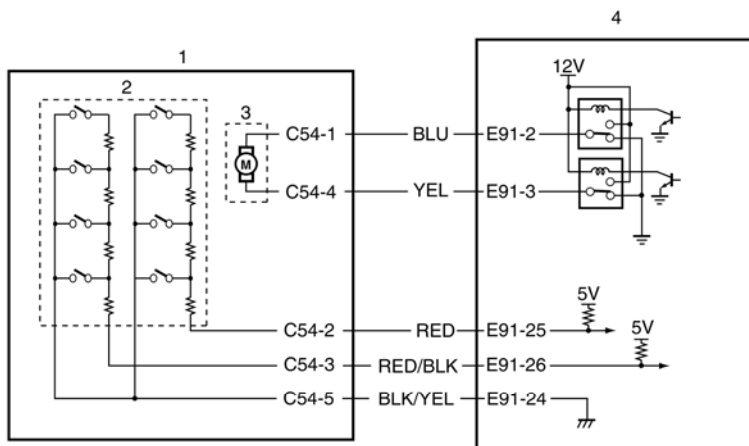 4
1
12V
2
3
C54-1 BLU E91-2
M
C54-4 YEL E91-3
5V
C54-2 RED E91-25
5V
C54-3 RED/BLK E91-26
C54-5 BLK/YEL E91-24